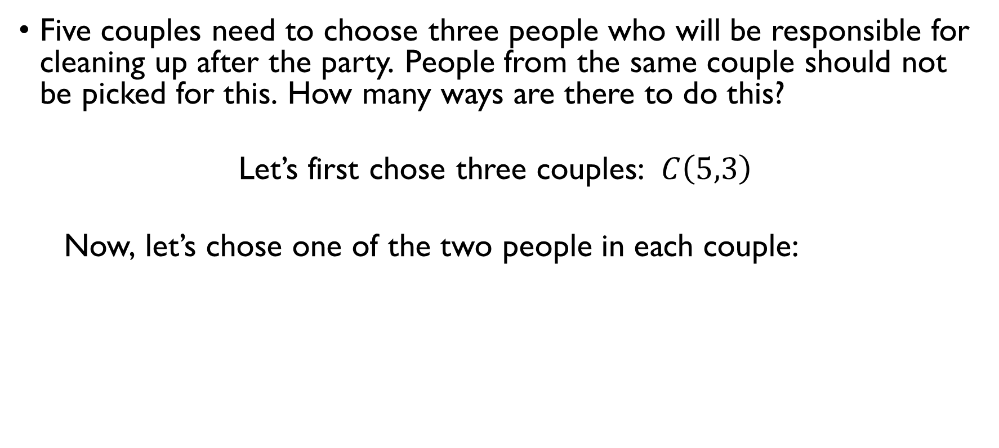 • Five couples need to choose three people who will be responsible for
cleaning up after the party. People from the same couple should not
be picked for this. How many ways are there to do this?
Let’s first chose three couples: C(5,3)
Now, let’s chose one of the two people in each couple: